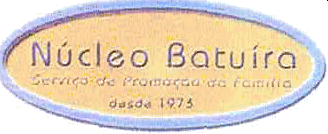 Núcleo Batuíra
Serviço de Promoção da Família
desde 1975